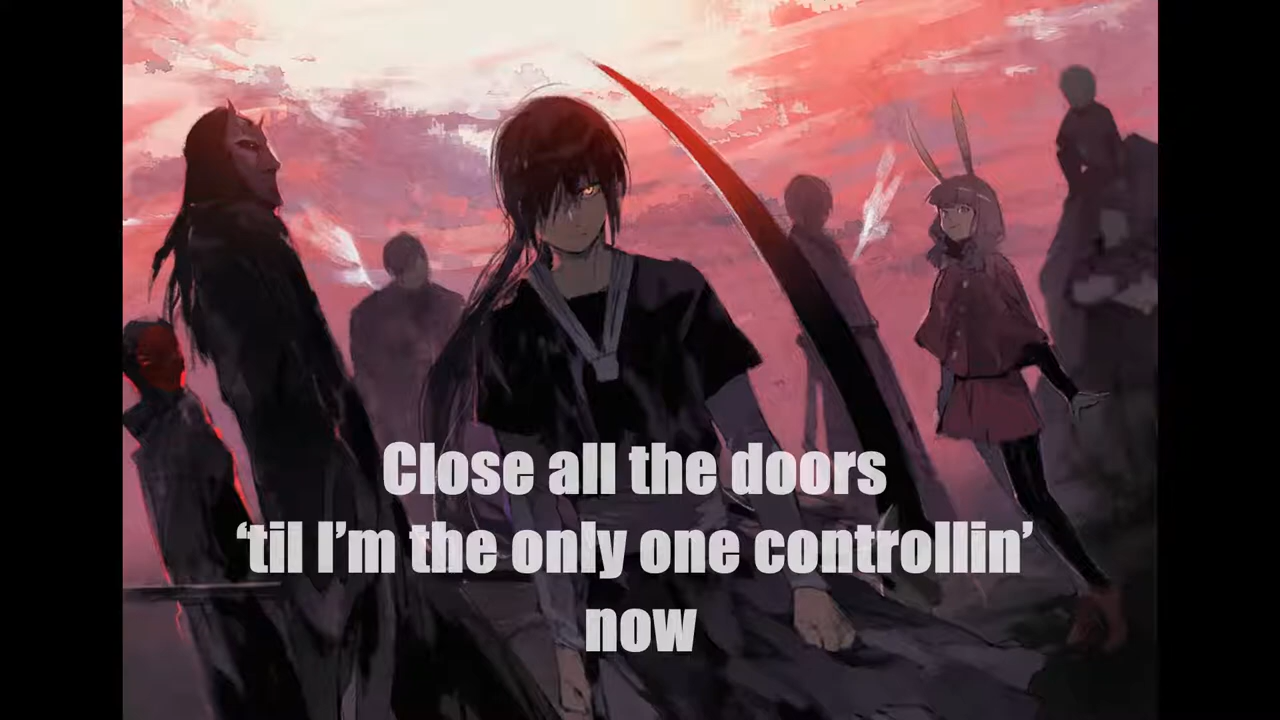 Close all the doors
‘til I’m the only one controllin’
now